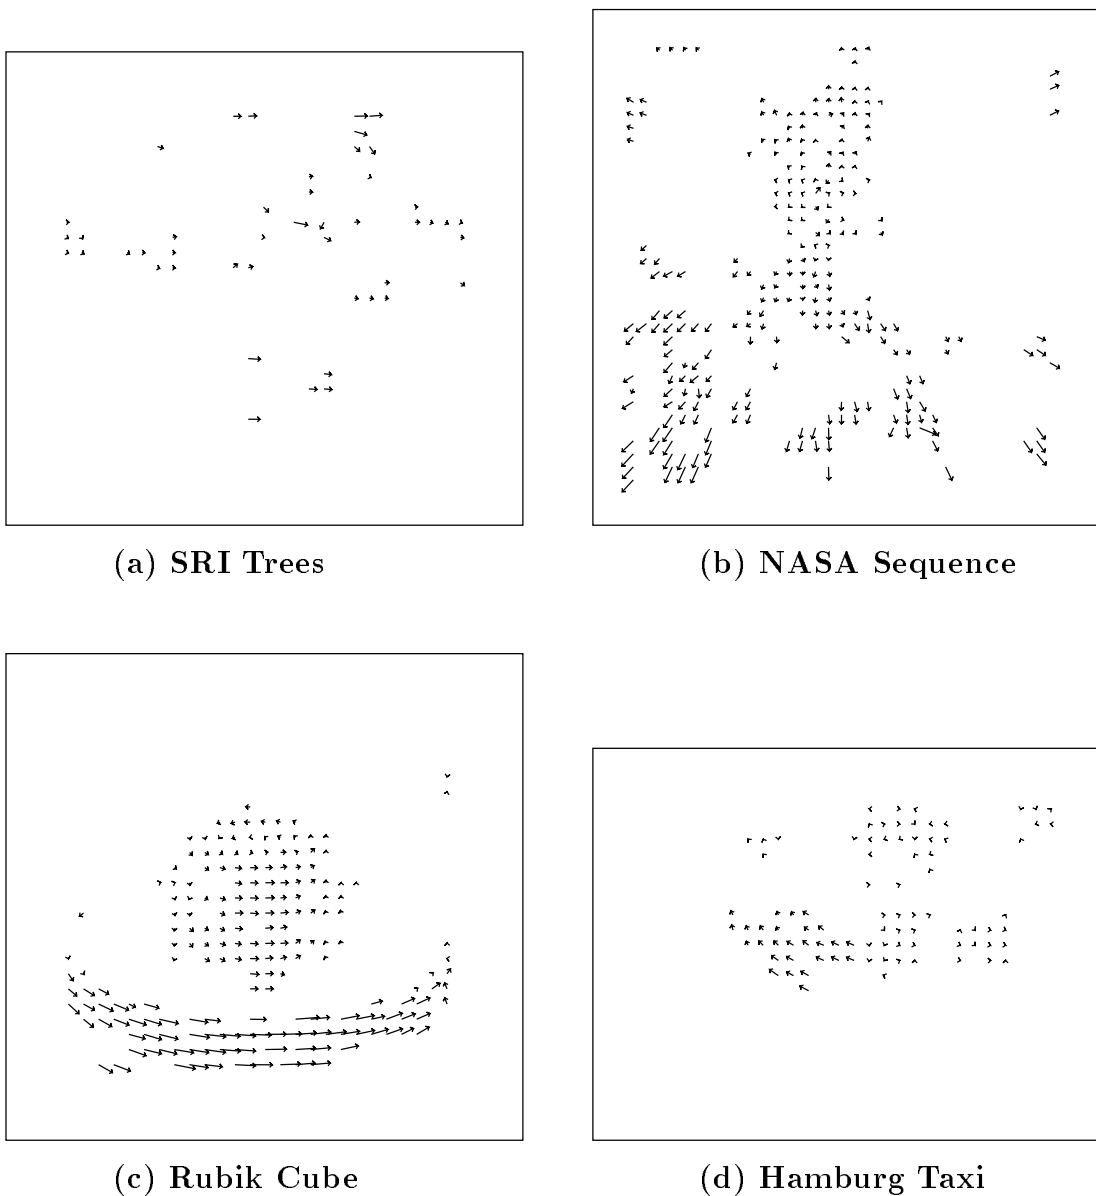 (a) SRI Trees
(b) NASA Sequence
(c) Rubik Cube
(d) Hamburg Taxi